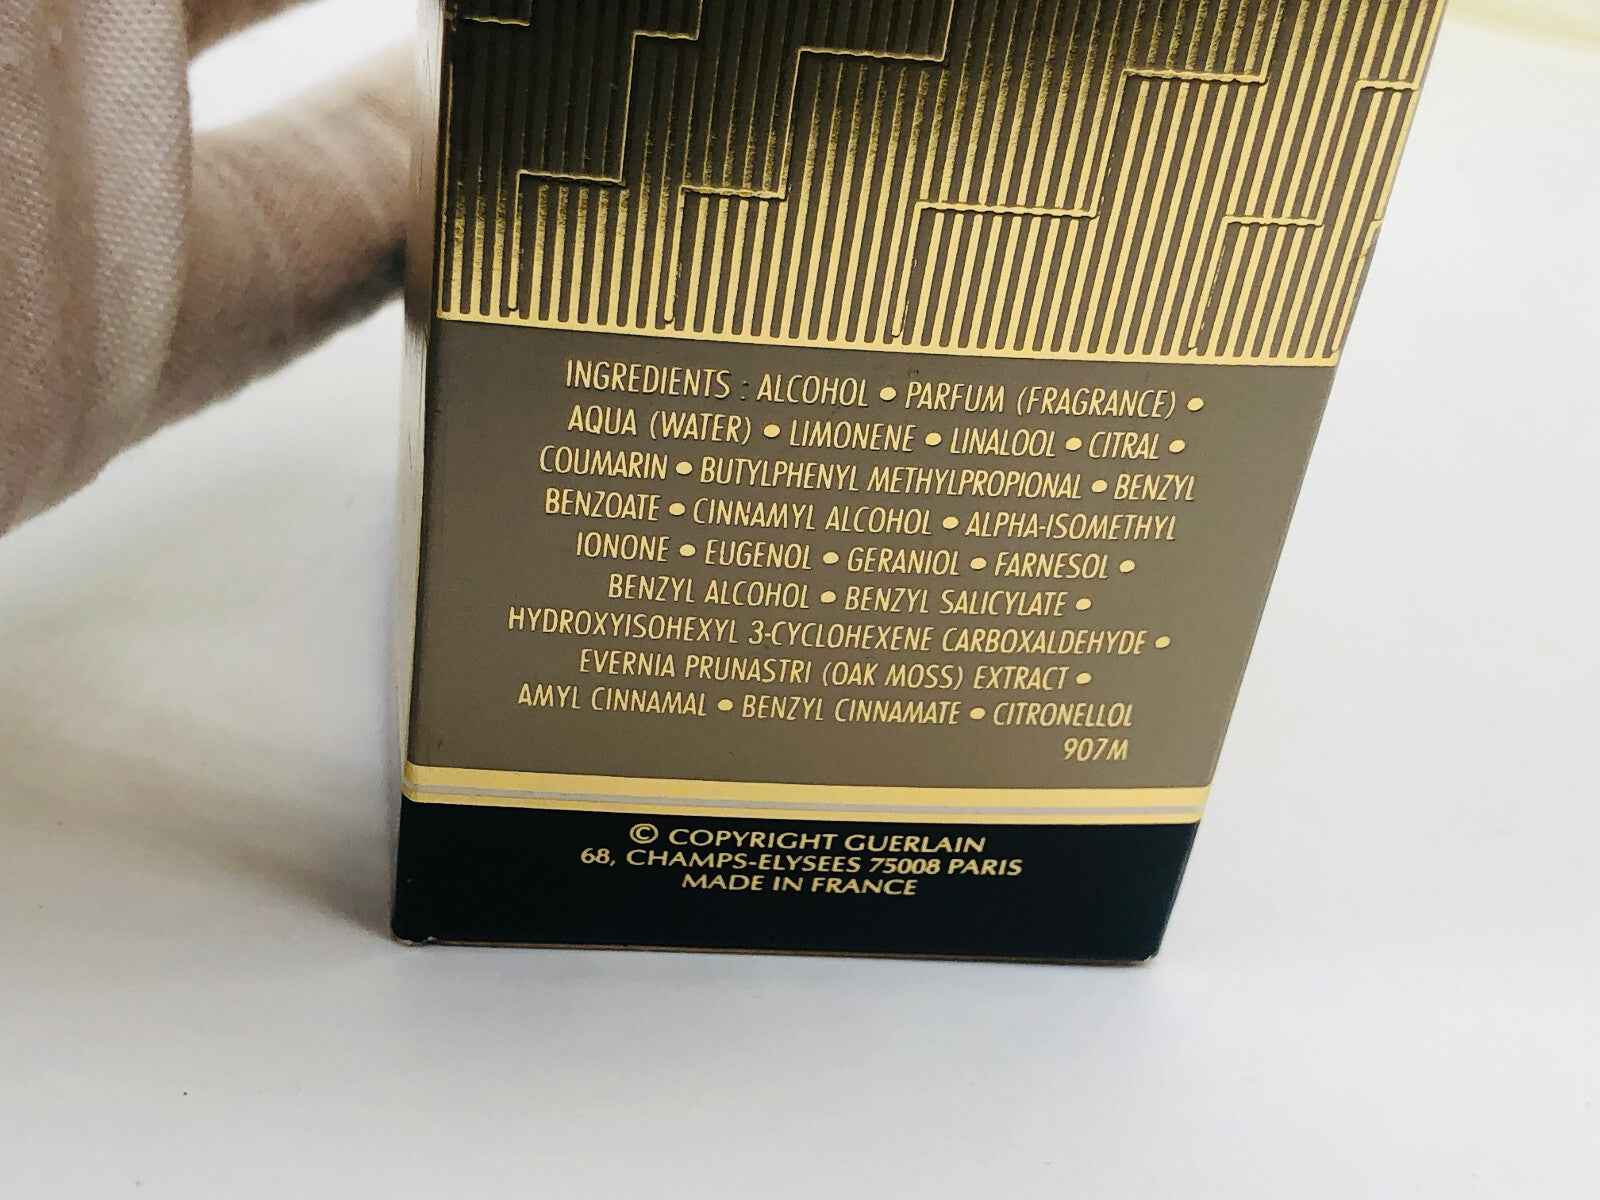 INGREDIENTS : ALCOHOL • PARFUM (FRAGRANCE) •
AQUA (WATER) • LIMONENE • LINALOOL • CITRAL •
COUMARIN • BUTYLPHENYL METHYLPROPIONAL • BENZYL
BENZOATE • CINNAMYL ALCOHOL • ALPHA-ISOMETHYL
IONONE • EUGENOL • GERANIOL • FARNESOL •
BENZYL ALCOHOL • BENZYL SALICYLATE •
HYDROXYISOHEXYL 3-CYCLOHEXENE CARBOXALDEHYDE •
EVERNIA PRUNASTRI (OAK MOSS) EXTRACT •
AMYL CINNAMAL • BENZYL CINNAMATE • CITRONELLOL
907M
© COPYRIGHT GUERLAIN
68, CHAMPS-ELYSEES 75008 PARIS
MADE IN FRANCE